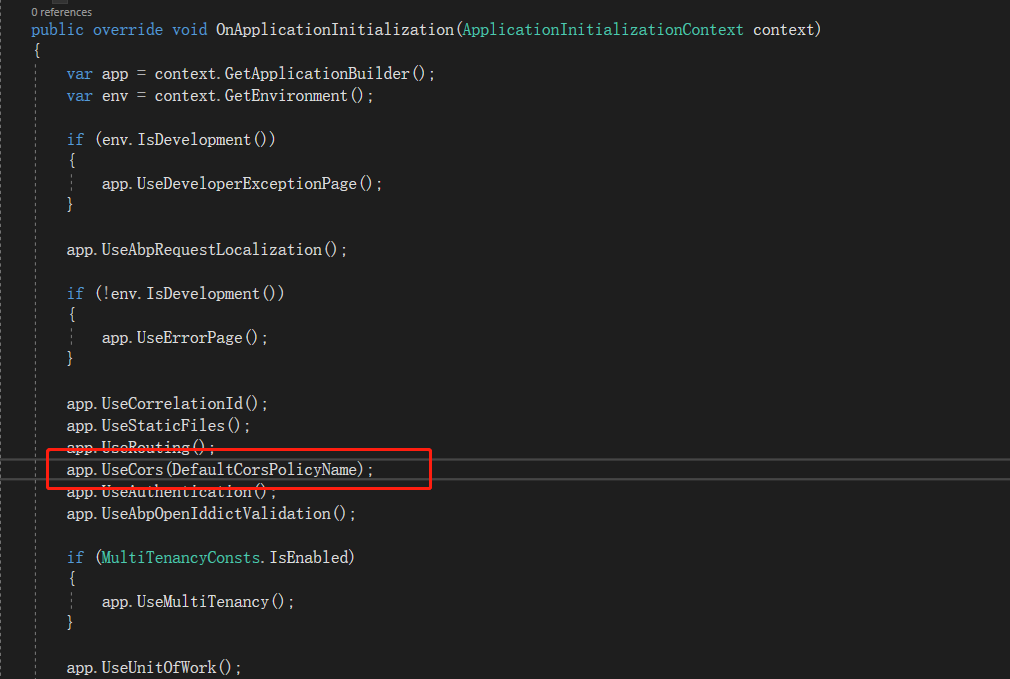 0 references
public override void OnApplicationInitialization(ApplicationInitializationContext context)
{
var app = context.GetApplicationBuilder();
var env = context.GetEnvironment();
if (env.IsDevelopment())
{
app.UseDeveloperExceptionPage();
}
app.UseAbpRequestLocalization();
if (!env.IsDevelopment())
{
app.UseErrorPage();
}
app.UseCorrelationId();
app.UseStaticFiles();
app.UseRouting();
app.UseCors(DefaultCorsPolicyName);
app.UseAuthentication();
app.UseAbpOpenIddictValidation();
if (MultiTenancyConsts.IsEnabled)
{
app.UseMultiTenancy();
}
app.UseUnitOfWork();